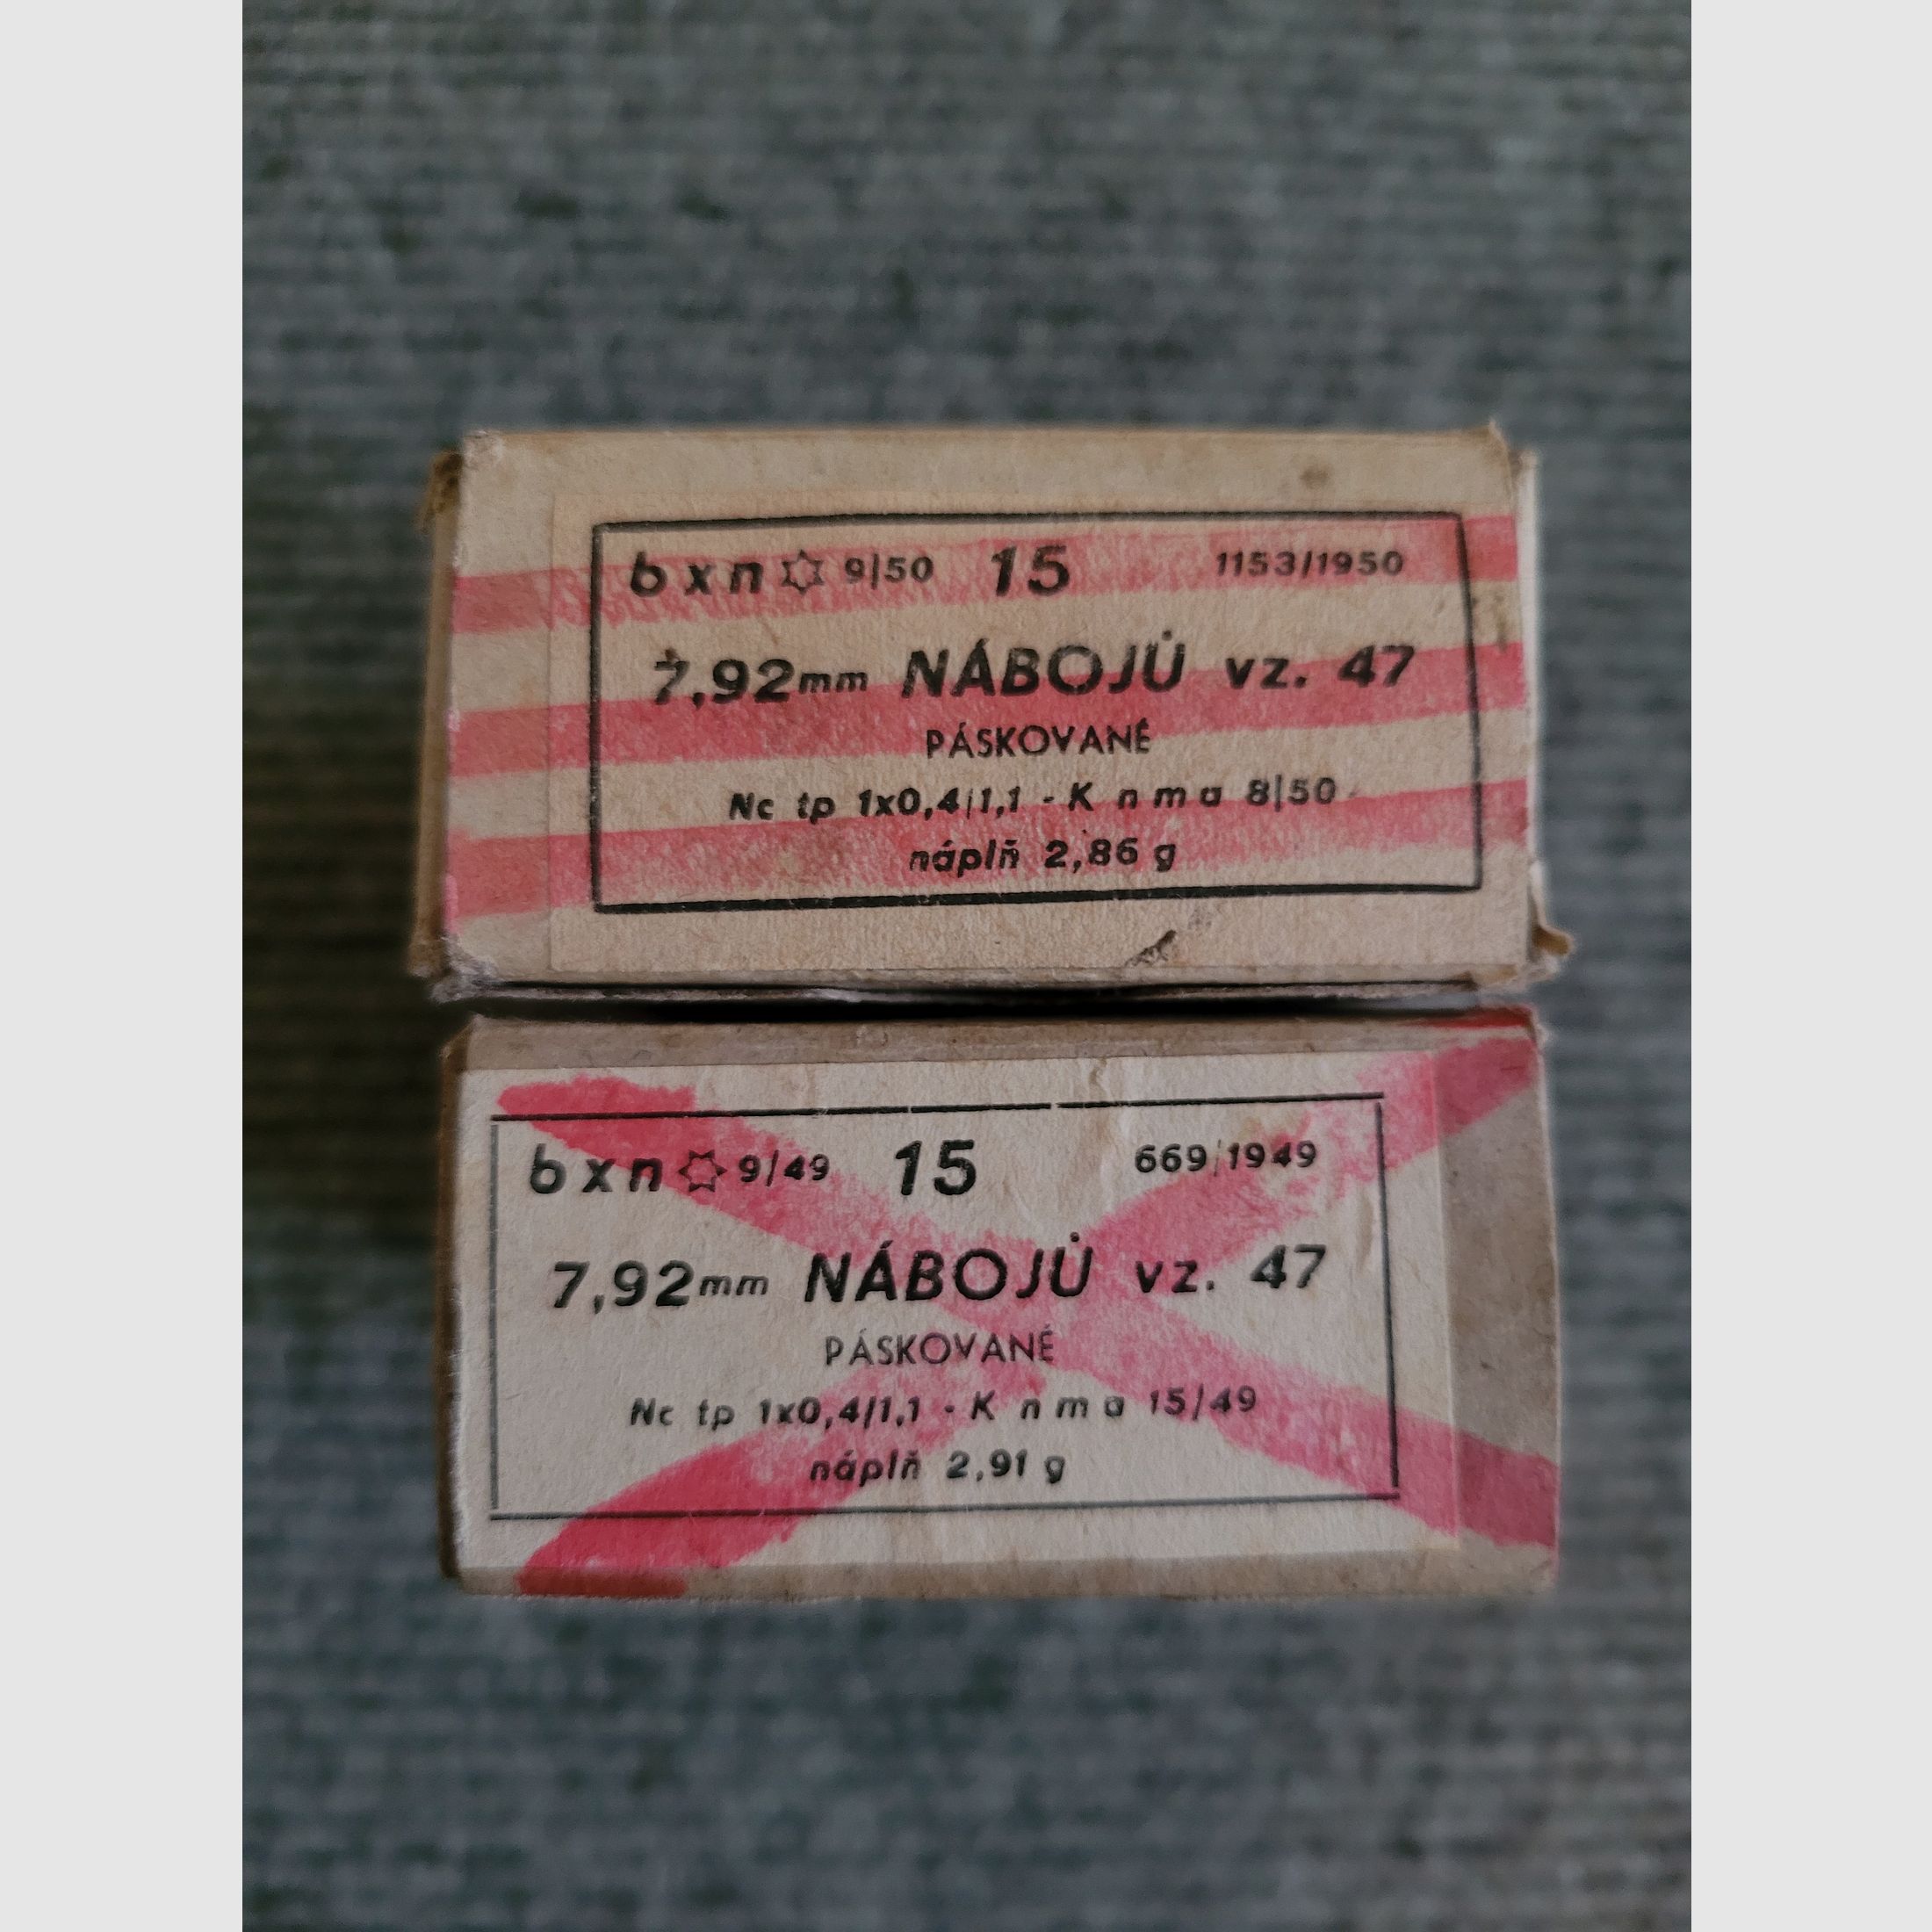 bxn 9/50 15 1153/1950
7,92mm NÁBOJŮ vz. 47
PÁSKOVANÉ
Nc tp 1x0,4/1,1 - K nma 8/50
náplň 2,86 g
bxn 9/49 15 669/1949
7,92mm NÁBOJŮ vz. 47
PÁSKOVANÉ
Nc tp 1x0,4/1,1 - K nma 15/49
náplň 2,91 g